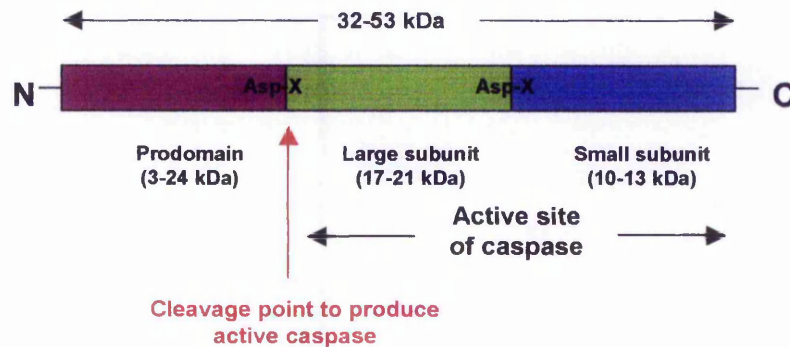 32-53 kDa
N Asp-X Asp-X C
Prodomain Large subunit Small subunit
(3-24 kDa) (17-21 kDa) (10-13 kDa)
Active site
of caspase
Cleavage point to produce
active caspase